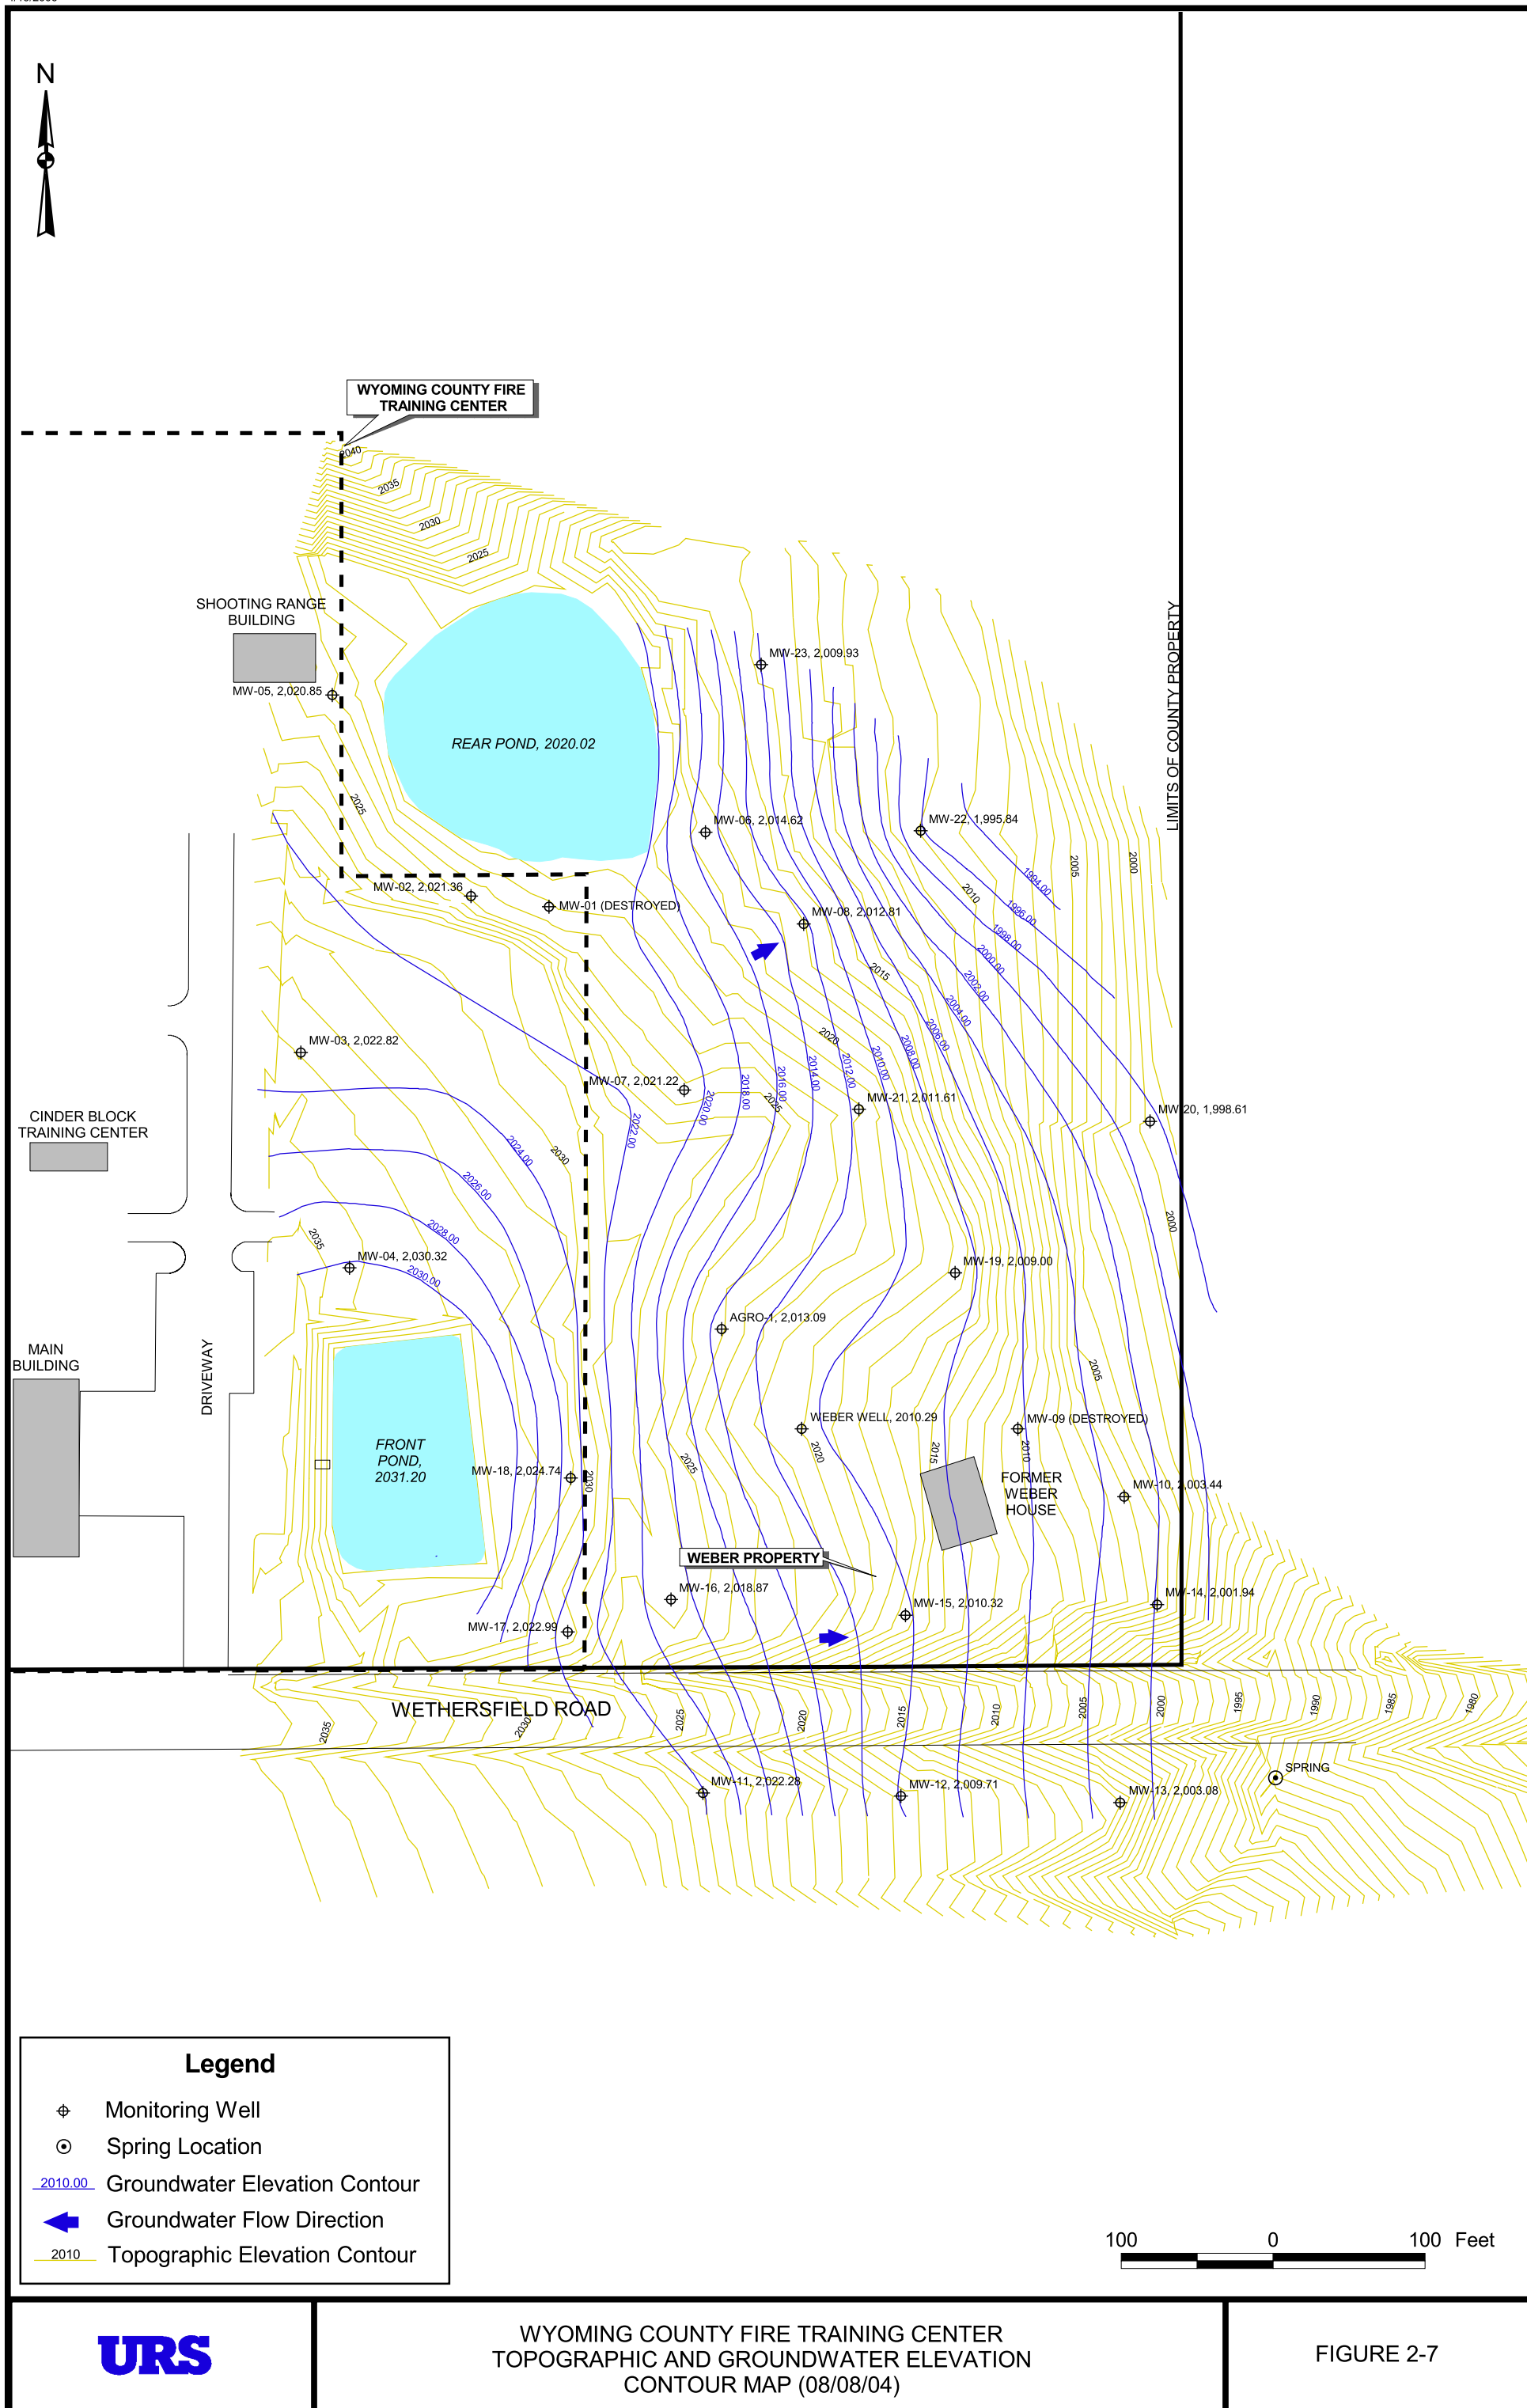 N
WYOMING COUNTY FIRE
TRAINING CENTER
2040
2035
2030
2025
SHOOTING RANGE
BUILDING
MW-05, 2,020.85
REAR POND, 2020.02
MW-23, 2,009.93
LIMITS OF COUNTY PROPERTY
2025
MW-06, 2,014.62
MW-22, 1,995.84
2005
2000
MW-02, 2,021.36
MW-01 (DESTROYED)
MW-08, 2,012.81
2010
1994.00
1996.00
1998.00
2000.00
2002.00
2004.00
2006.00
2008.00
2010.00
2012.00
2014.00
2016.00
2018.00
2020.00
2022.00
2015
2020
2025
MW-03, 2,022.82
MW-07, 2,021.22
MW-21, 2,011.61
MW-20, 1,998.61
CINDER BLOCK
TRAINING CENTER
2024.00
2030
2026.00
2028.00
2030.00
2035
2000
MW-04, 2,030.32
MW-19, 2,009.00
AGRO-1, 2,013.09
MAIN
BUILDING
DRIVEWAY
2005
WEBER WELL, 2010.29
MW-09 (DESTROYED)
FRONT
POND,
2031.20
MW-18, 2,024.74
2030
2025
2020
2015
2010
FORMER
WEBER
HOUSE
MW-10, 2,003.44
WEBER PROPERTY
MW-16, 2,018.87
MW-15, 2,010.32
MW-14, 2,001.94
MW-17, 2,022.99
WETHERSFIELD ROAD
2035
2030
2025
2020
2015
2010
2005
2000
1995
1990
1985
1980
SPRING
MW-11, 2,022.28
MW-12, 2,009.71
MW-13, 2,003.08
Legend
Monitoring Well
Spring Location
2010.00 Groundwater Elevation Contour
Groundwater Flow Direction
2010 Topographic Elevation Contour
100 0 100 Feet
URS
WYOMING COUNTY FIRE TRAINING CENTER
TOPOGRAPHIC AND GROUNDWATER ELEVATION
CONTOUR MAP (08/08/04)
FIGURE 2-7